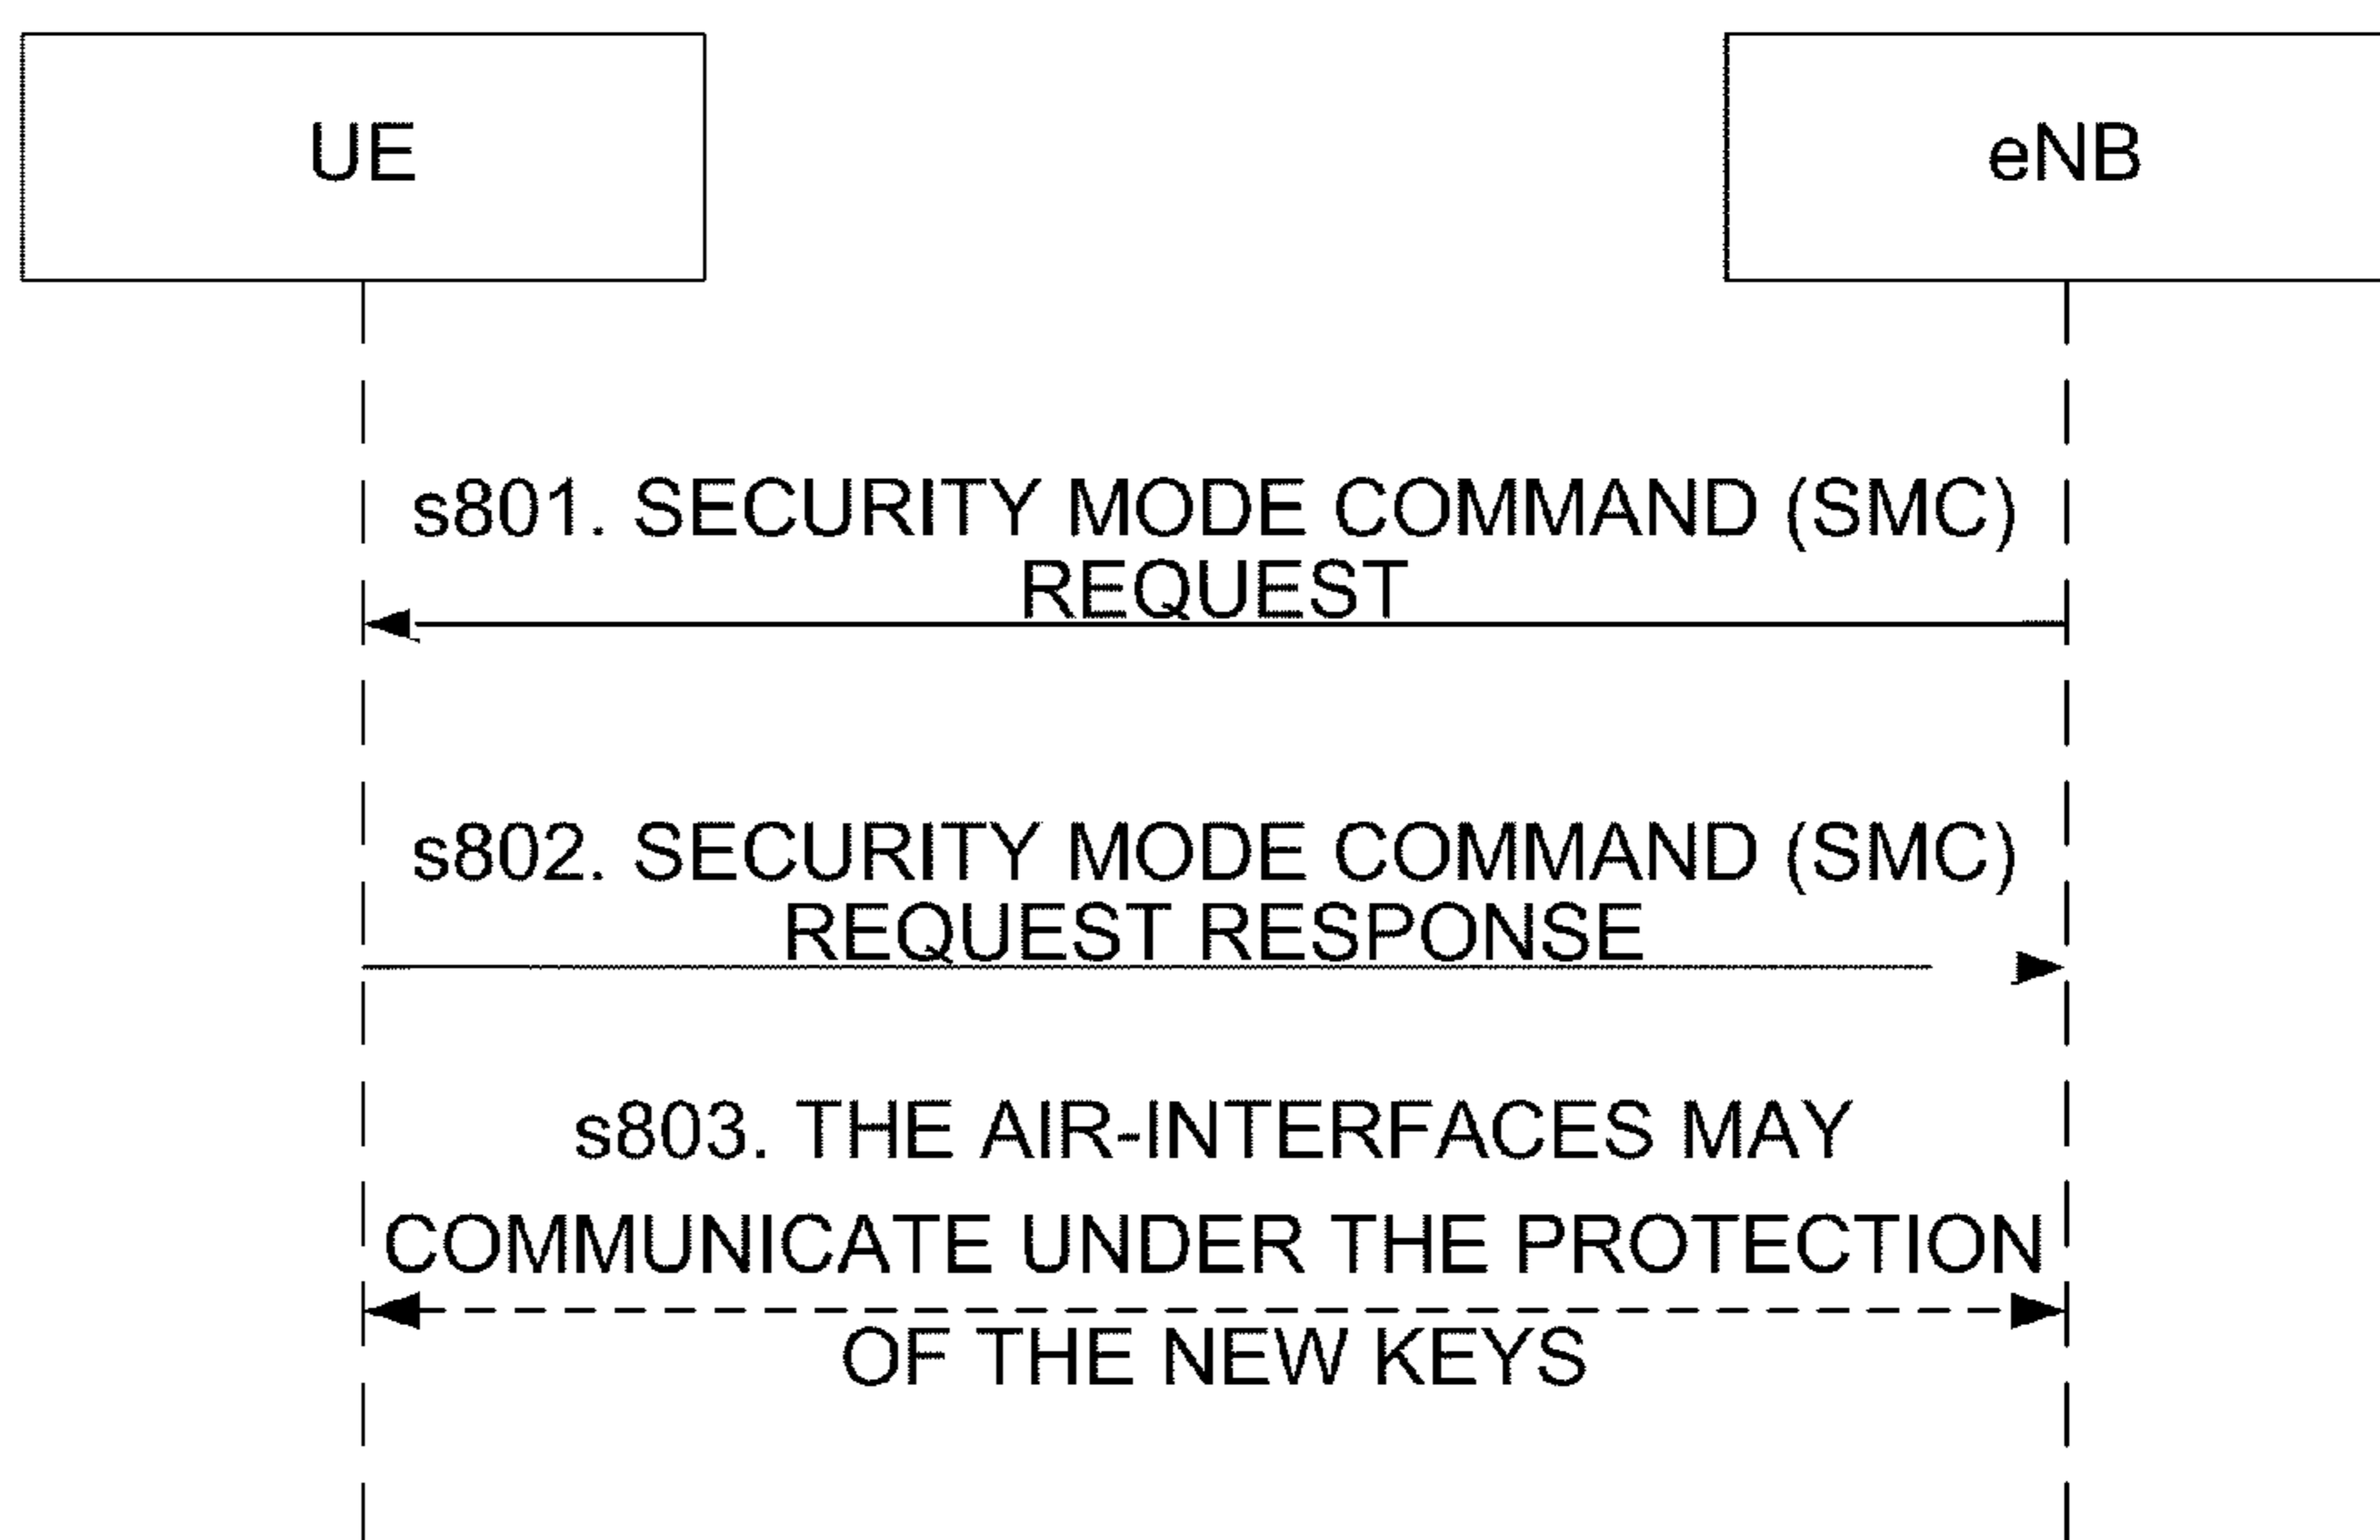 UE
eNB
s801. SECURITY MODE COMMAND (SMC)
REQUEST
s802. SECURITY MODE COMMAND (SMC)
REQUEST RESPONSE
s803. THE AIR-INTERFACES MAY
COMMUNICATE UNDER THE PROTECTION
OF THE NEW KEYS